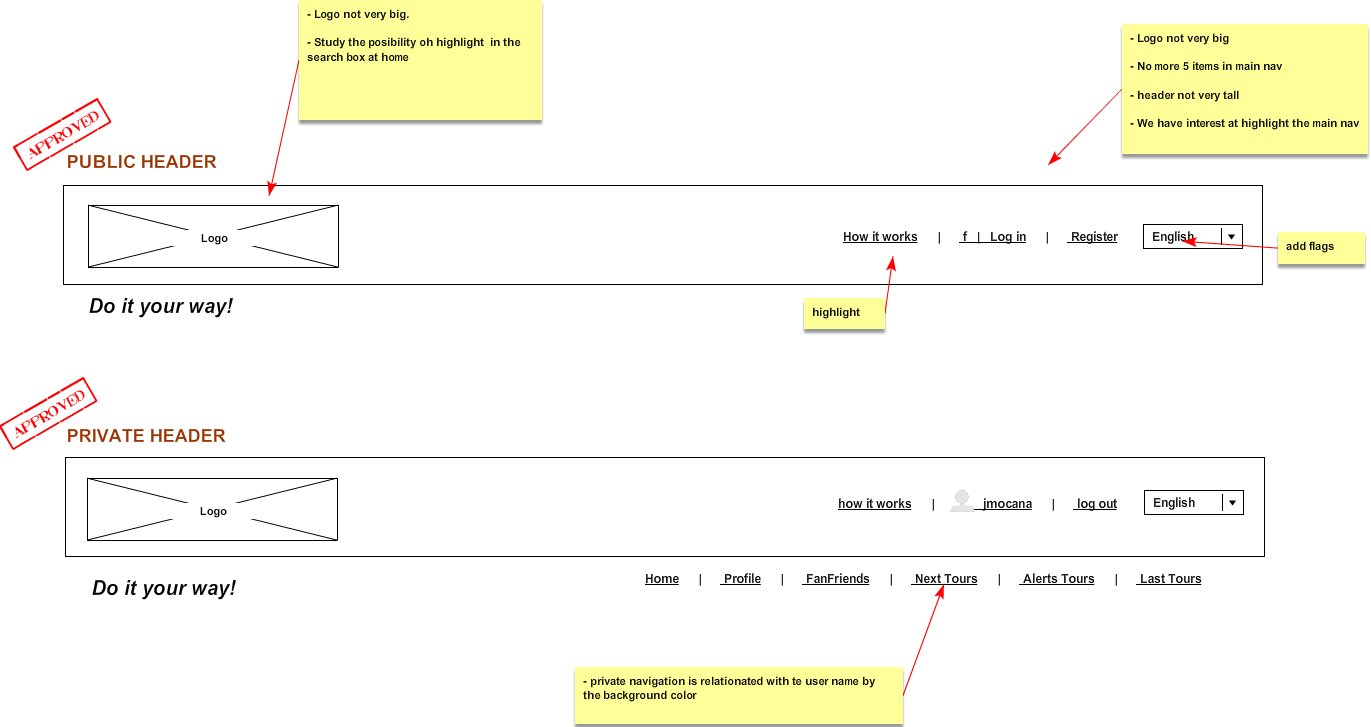 - Logo not very big.
- Study the posibility oh highlight  in the
search box at home
- Logo not very big
- No more 5 items in main nav
- header not very tall
- We have interest at highlight the main nav
APPROVED
PUBLIC HEADER
Logo
How it works | f | Log in | Register English
add flags
Do it your way!
highlight
APPROVED
PRIVATE HEADER
Logo
how it works | jmocana | log out English
Do it your way!
Home | Profile | FanFriends | Next Tours | Alerts Tours | Last Tours
- private navigation is relationated with te user name by
the background color